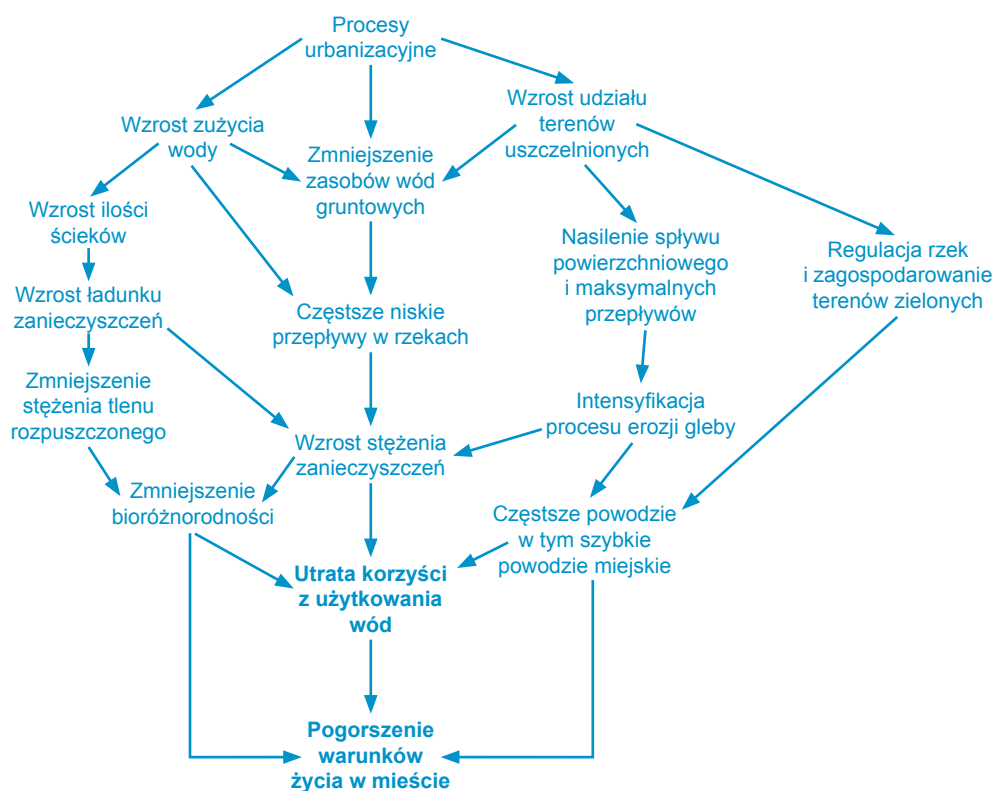 Procesy
urbanizacyjne
Wzrost udziału
terenów
uszczelnionych
Wzrost zużycia
wody
Zmniejszenie
zasobów wód
gruntowych
Wzrost ilości
ścieków
Nasilenie spływu
powierzchniowego
i maksymalnych
przepływów
Regulacja rzek
i zagospodarowanie
terenów zielonych
Wzrost ładunku
zanieczyszczeń
Częstsze niskie
przepływy w rzekach
Zmniejszenie
stężenia tlenu
rozpuszczonego
Intensyfikacja
procesu erozji gleby
Wzrost stężenia
zanieczyszczeń
Zmniejszenie
bioróżnorodności
Częstsze powodzie
w tym szybkie
powodzie miejskie
Utrata korzyści
z użytkowania
wód
Pogorszenie
warunków
życia w mieście